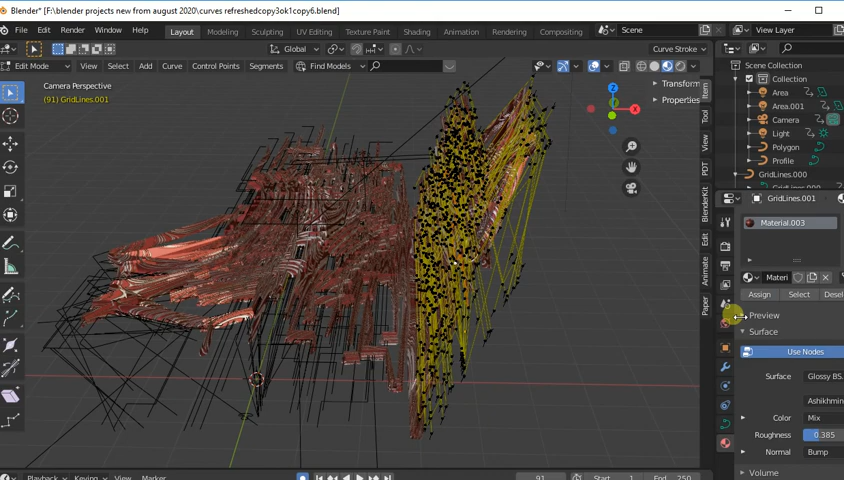 Blender* [F:\blender projects new from august 2020\curves refreshedcopy3ok1copy6.blend]
File Edit Render Window Help Layout Modeling Sculpting UV Editing Texture Paint Shading Animation Rendering Compositing Scene View Layer
Global Curve Stroke
Edit Mode View Select Add Curve Control Points Segments Find Models
Camera Perspective
(91) GridLines.001
Transform
Properties
Item
Tool
View
PDT
BlenderKit
Edit
Animate
Paper
X
Z
Scene Collection
Collection
Area
Area.001
Camera
Light
Polygon
Profile
GridLines.000
GridLines.001
Material.003
Materi
Assign Select Desel
Preview
Surface
Use Nodes
Surface Glossy BS.
Ashikhmin
Color Mix
Roughness 0.385
Normal Bump
Volume
Playback Keying View Marker 91 Start 1 End 250